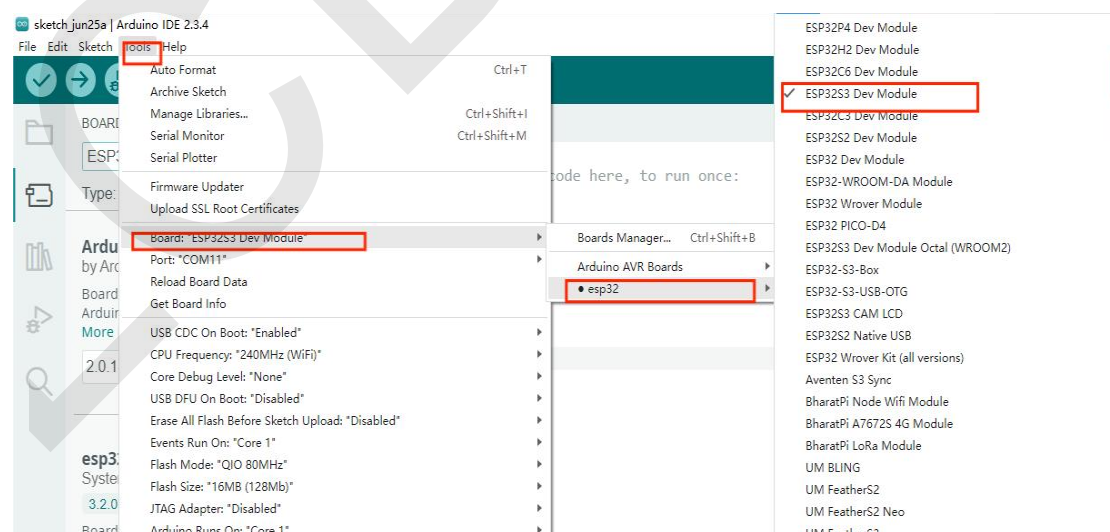 sketch_jun25a | Arduino IDE 2.3.4
File Edit Sketch Tools Help
Auto Format Ctrl+T
Archive Sketch
Manage Libraries... Ctrl+Shift+I
Serial Monitor Ctrl+Shift+M
Serial Plotter
Firmware Updater
Upload SSL Root Certificates
Board: "ESP32S3 Dev Module"
Port: "COM11"
Reload Board Data
Get Board Info
USB CDC On Boot: "Enabled"
CPU Frequency: "240MHz (WiFi)"
Core Debug Level: "None"
USB DFU On Boot: "Disabled"
Erase All Flash Before Sketch Upload: "Disabled"
Events Run On: "Core 1"
Flash Mode: "QIO 80MHz"
Flash Size: "16MB (128Mb)"
JTAG Adapter: "Disabled"
Arduino Runs On: "Core 1"
BOARD
ESP3
Type:
Ardu
by Ard
Board
Arduin
More
2.0.1
esp3
Syste
3.2.0
Board
code here, to run once:
Boards Manager... Ctrl+Shift+B
Arduino AVR Boards
● esp32
ESP32P4 Dev Module
ESP32H2 Dev Module
ESP32C6 Dev Module
✓ ESP32S3 Dev Module
ESP32C3 Dev Module
ESP32S2 Dev Module
ESP32 Dev Module
ESP32-WROOM-DA Module
ESP32 Wrover Module
ESP32 PICO-D4
ESP32S3 Dev Module Octal (WROOM2)
ESP32-S3-Box
ESP32-S3-USB-OTG
ESP32S3 CAM LCD
ESP32S2 Native USB
ESP32 Wrover Kit (all versions)
Aventen S3 Sync
BharatPi Node Wifi Module
BharatPi A7672S 4G Module
BharatPi LoRa Module
UM BLING
UM FeatherS2
UM FeatherS2 Neo